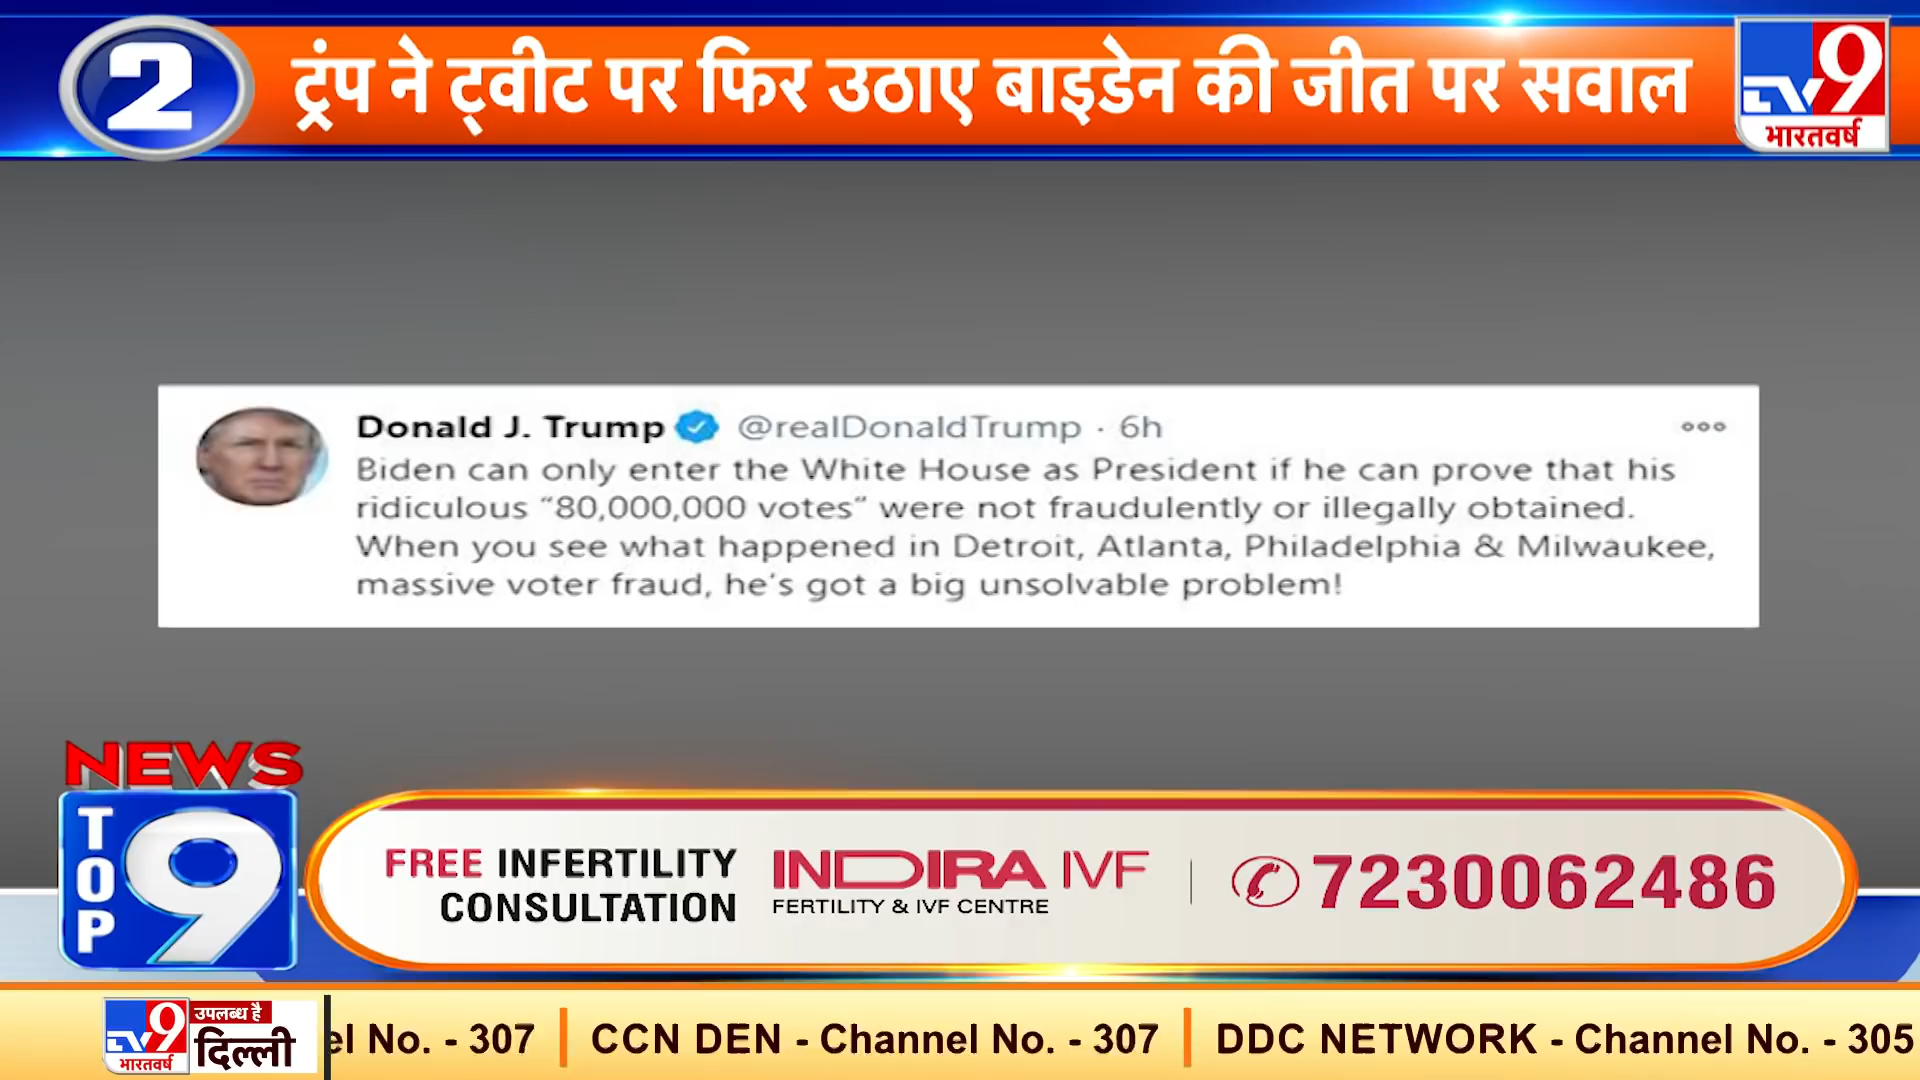 2
ट्रंप ने ट्वीट पर फिर उठाए बाइडेन की जीत पर सवाल
TV9
भारतवर्ष
Donald J. Trump @realDonaldTrump · 6h
Biden can only enter the White House as President if he can prove that his
ridiculous “80,000,000 votes” were not fraudulently or illegally obtained.
When you see what happened in Detroit, Atlanta, Philadelphia & Milwaukee,
massive voter fraud, he's got a big unsolvable problem!
NEWS
TOP
9
FREE INFERTILITY
CONSULTATION
INDIRA IVF
FERTILITY & IVF CENTRE
7230062486
TV9
भारतवर्ष
उपलब्ध है
दिल्ली
el No. - 307 | CCN DEN - Channel No. - 307 | DDC NETWORK - Channel No. - 305